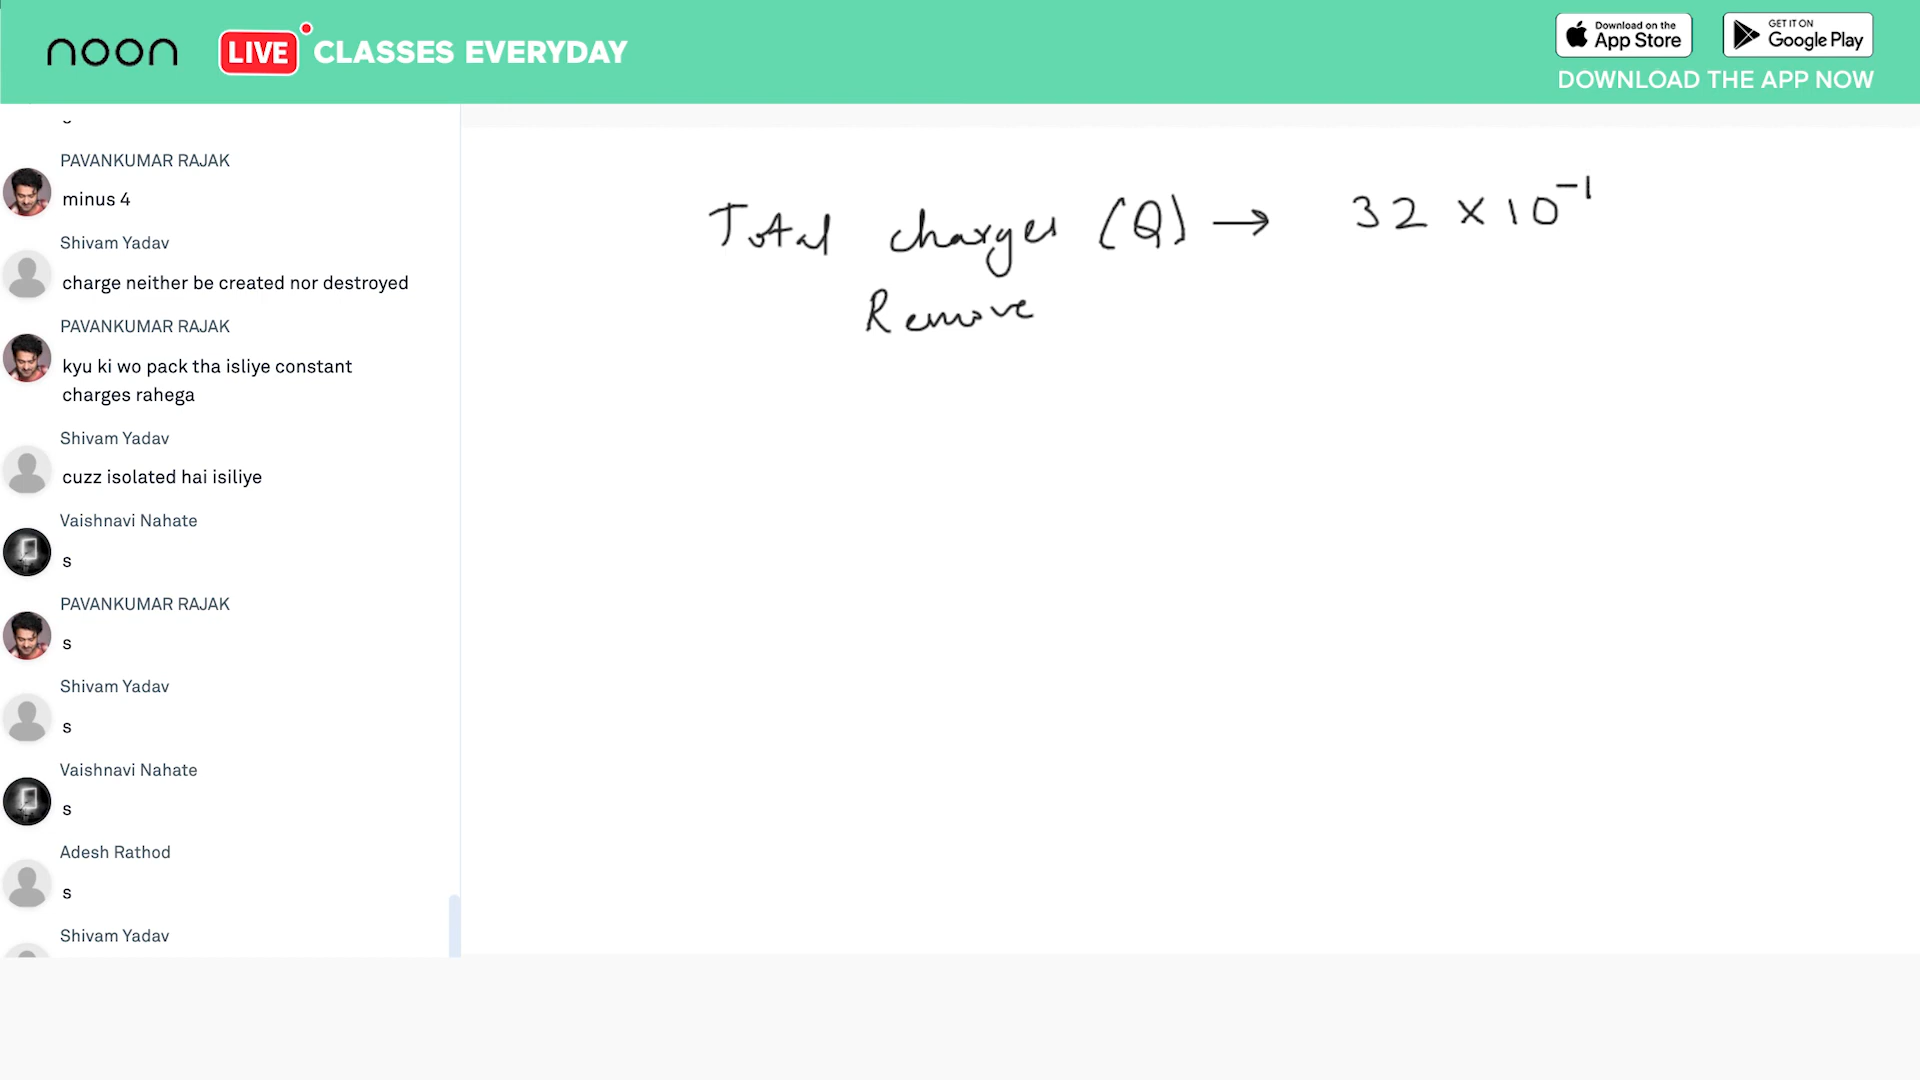 noon LIVE CLASSES EVERYDAY
Download on the App Store
GET IT ON Google Play
DOWNLOAD THE APP NOW
PAVANKUMAR RAJAK
minus 4
Shivam Yadav
charge neither be created nor destroyed
PAVANKUMAR RAJAK
kyu ki wo pack tha isliye constant
charges rahega
Shivam Yadav
cuzz isolated hai isiliye
Vaishnavi Nahate
s
PAVANKUMAR RAJAK
s
Shivam Yadav
s
Vaishnavi Nahate
s
Adesh Rathod
s
Shivam Yadav
Total charges (Q) → 32 × 10⁻¹
Remove